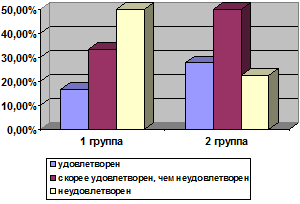 50,00%
40,00%
30,00%
20,00%
10,00%
0,00%
1 группа 2 группа
удовлетворен
скорее удовлетворен, чем неудовлетворен
неудовлетворен